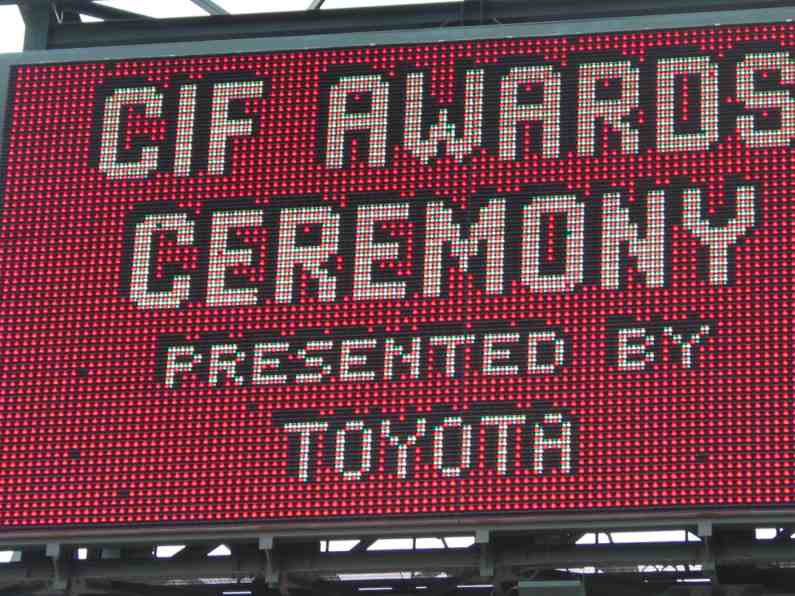 CIF AWARDS
CEREMONY
PRESENTED BY
TOYOTA